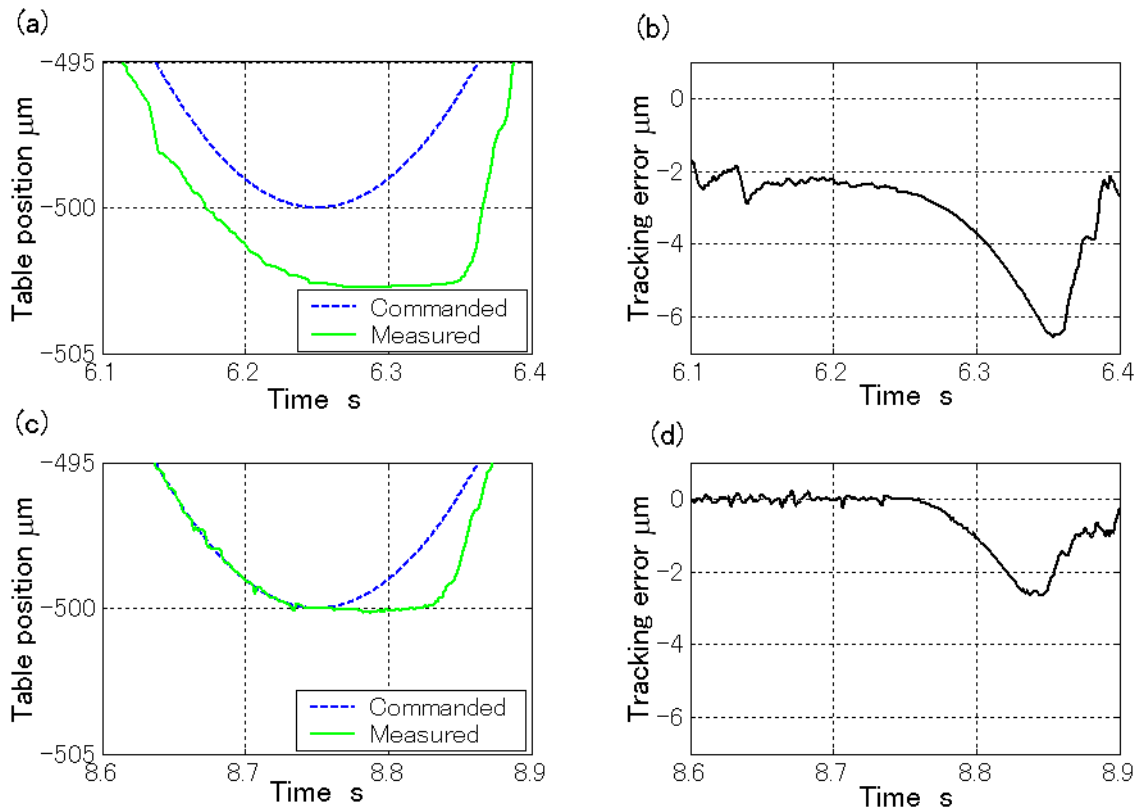 (a)
Table position μm
-495
-500
-505
6.1 6.2 6.3 6.4
Time s
Commanded
Measured
(b)
Tracking error μm
0
-2
-4
-6
6.1 6.2 6.3 6.4
Time s
(c)
Table position μm
-495
-500
-505
8.6 8.7 8.8 8.9
Time s
Commanded
Measured
(d)
Tracking error μm
0
-2
-4
-6
8.6 8.7 8.8 8.9
Time s